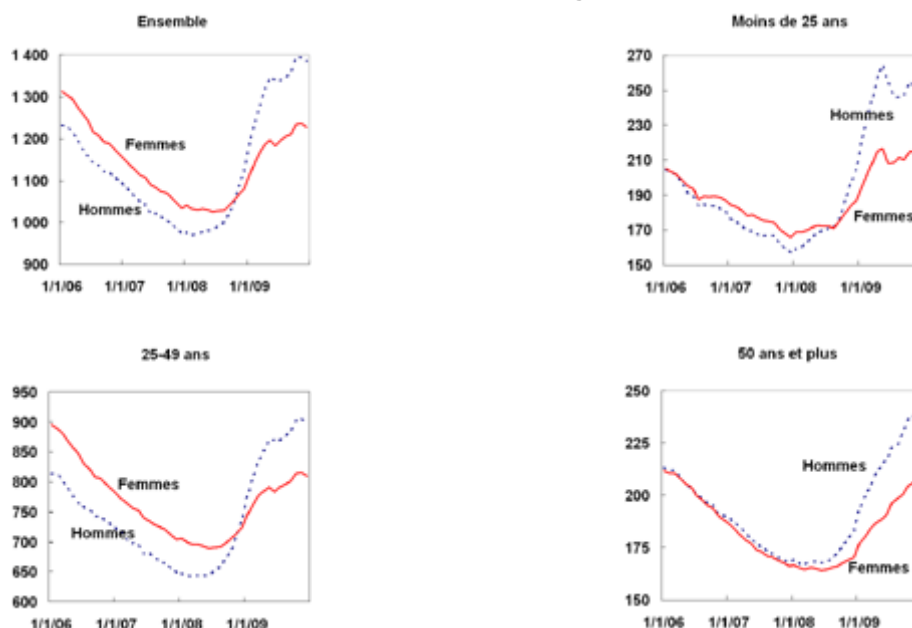 Ensemble
1 400
1 300
1 200
1 100
1 000
900
Femmes
Hommes
1/1/06 1/1/07 1/1/08 1/1/09
Moins de 25 ans
270
250
230
210
190
170
150
Hommes
Femmes
1/1/06 1/1/07 1/1/08 1/1/09
25-49 ans
950
900
850
800
750
700
650
600
Femmes
Hommes
1/1/06 1/1/07 1/1/08 1/1/09
50 ans et plus
250
225
200
175
150
Hommes
Femmes
1/1/06 1/1/07 1/1/08 1/1/09